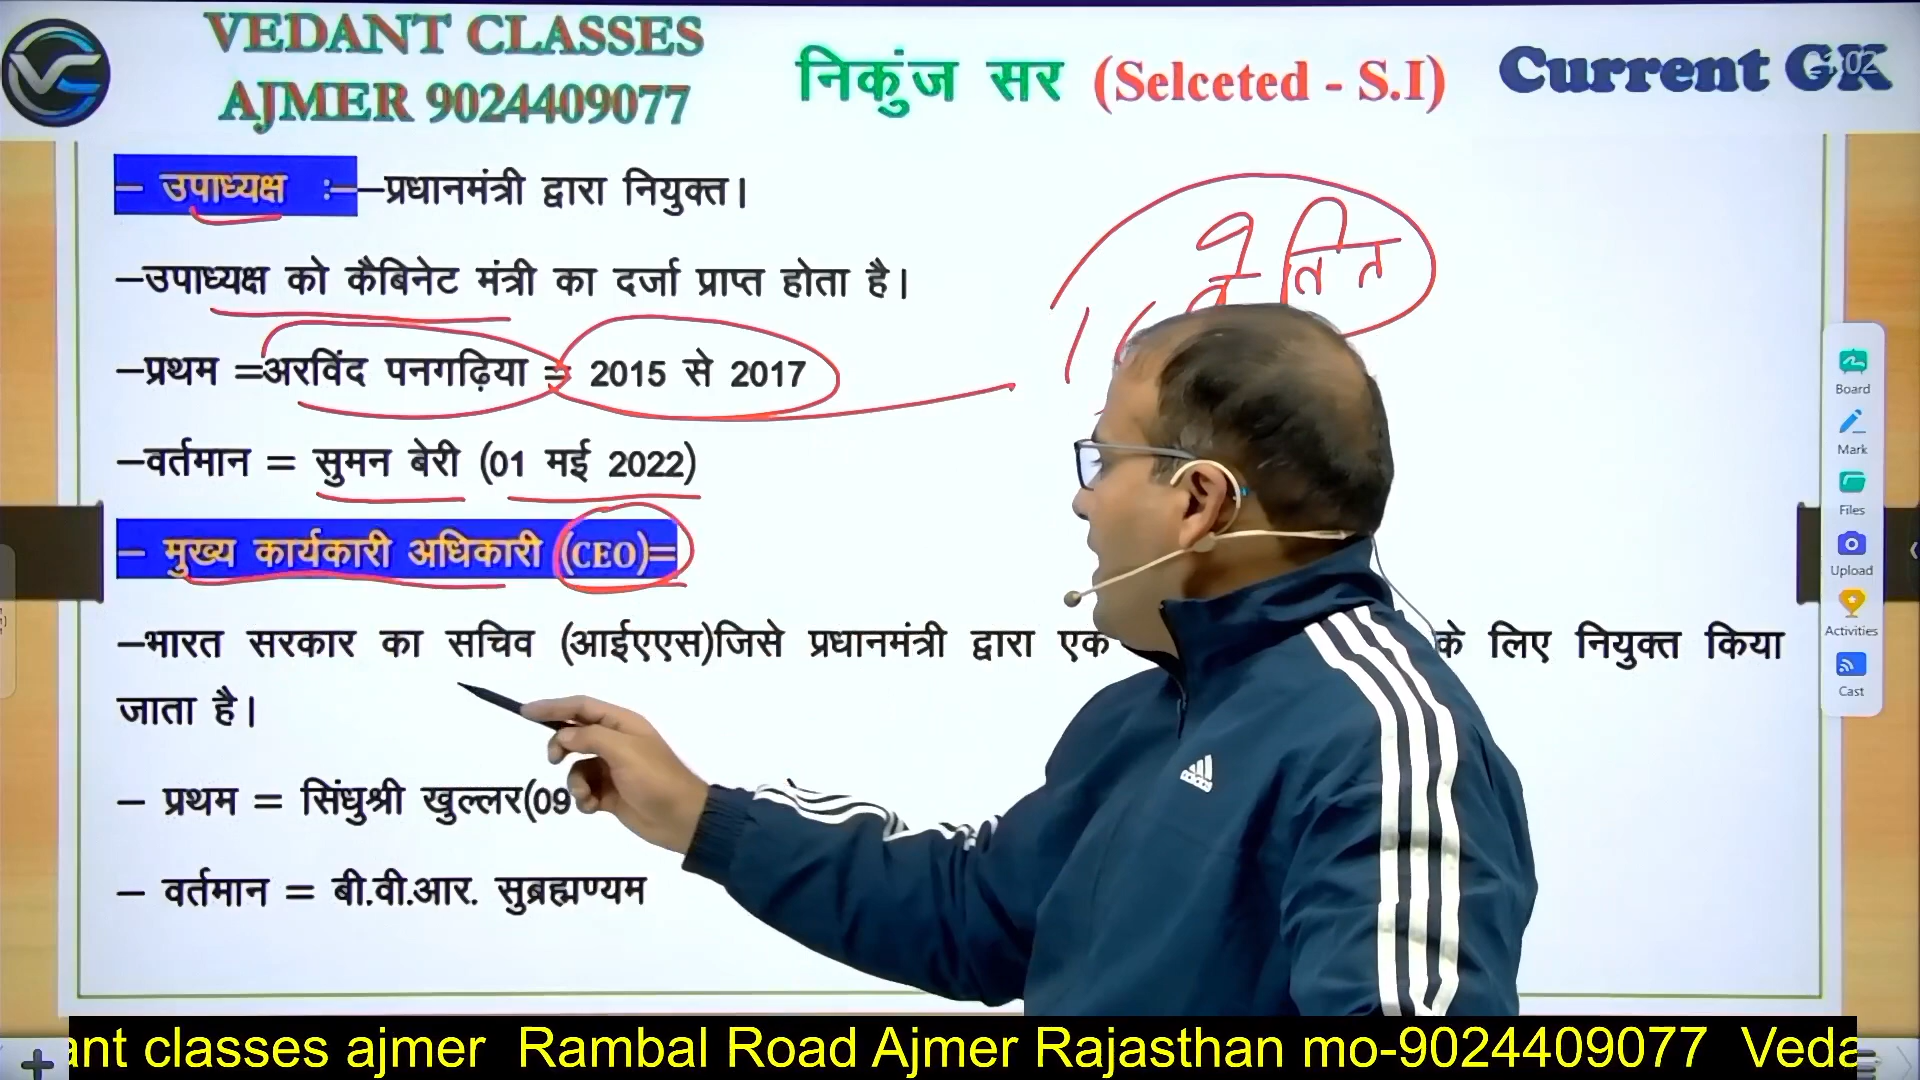 VEDANT CLASSES
AJMER 9024409077
निकुंज सर (Selceted - S.I)
Current GK
– उपाध्यक्ष :– –प्रधानमंत्री द्वारा नियुक्त।
–उपाध्यक्ष को कैबिनेट मंत्री का दर्जा प्राप्त होता है।
–प्रथम =अरविंद पनगढ़िया = 2015 से 2017
–वर्तमान = सुमन बेरी (01 मई 2022)
– मुख्य कार्यकारी अधिकारी (CEO)=
–भारत सरकार का सचिव (आईएएस)जिसे प्रधानमंत्री द्वारा एक के लिए नियुक्त किया
जाता है।
– प्रथम = सिंधुश्री खुल्लर(09
– वर्तमान = बी.वी.आर. सुब्रह्मण्यम
Board
Mark
Files
Upload
Activities
Cast
ant classes ajmer Rambal Road Ajmer Rajasthan mo-9024409077 Veda